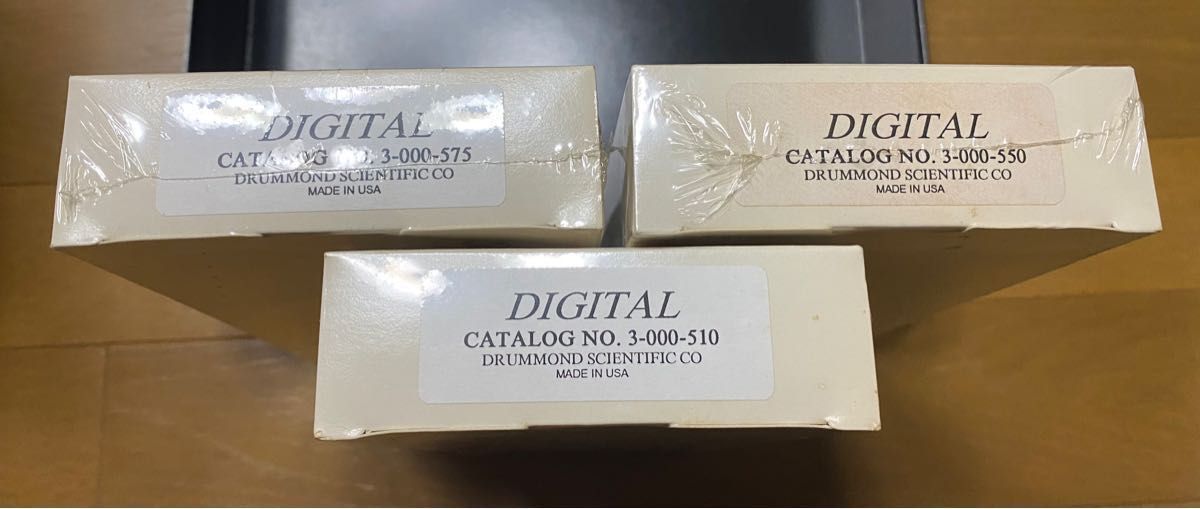 DIGITAL
CATALOG NO. 3-000-575
DRUMMOND SCIENTIFIC CO
MADE IN USA
DIGITAL
CATALOG NO. 3-000-550
DRUMMOND SCIENTIFIC CO
MADE IN USA
DIGITAL
CATALOG NO. 3-000-510
DRUMMOND SCIENTIFIC CO
MADE IN USA